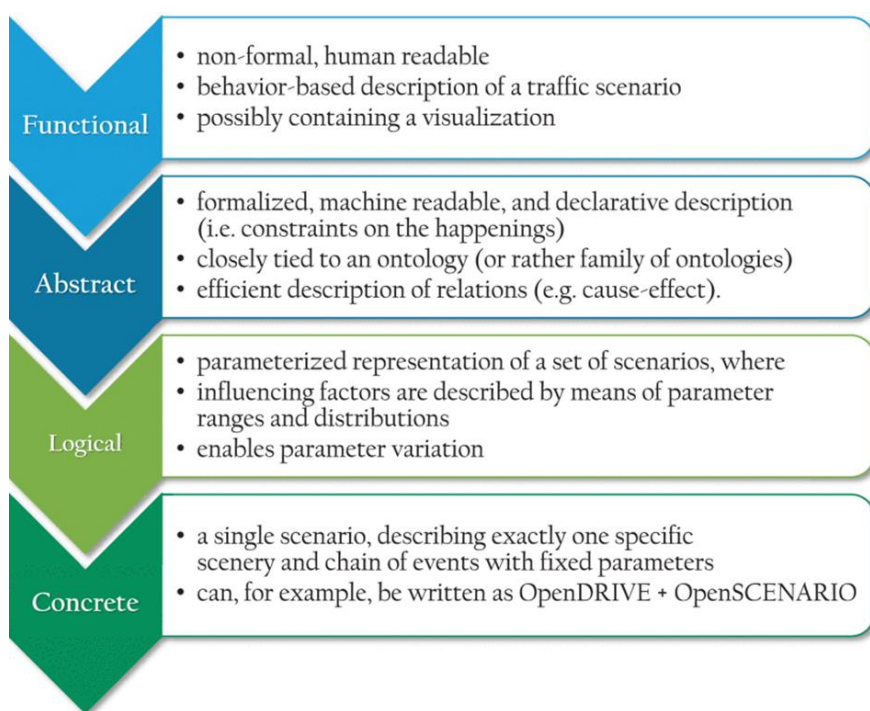 Functional
• non-formal, human readable
• behavior-based description of a traffic scenario
• possibly containing a visualization
Abstract
• formalized, machine readable, and declarative description
(i.e. constraints on the happenings)
• closely tied to an ontology (or rather family of ontologies)
• efficient description of relations (e.g. cause-effect).
Logical
• parameterized representation of a set of scenarios, where
• influencing factors are described by means of parameter
ranges and distributions
• enables parameter variation
Concrete
• a single scenario, describing exactly one specific
scenery and chain of events with fixed parameters
• can, for example, be written as OpenDRIVE + OpenSCENARIO